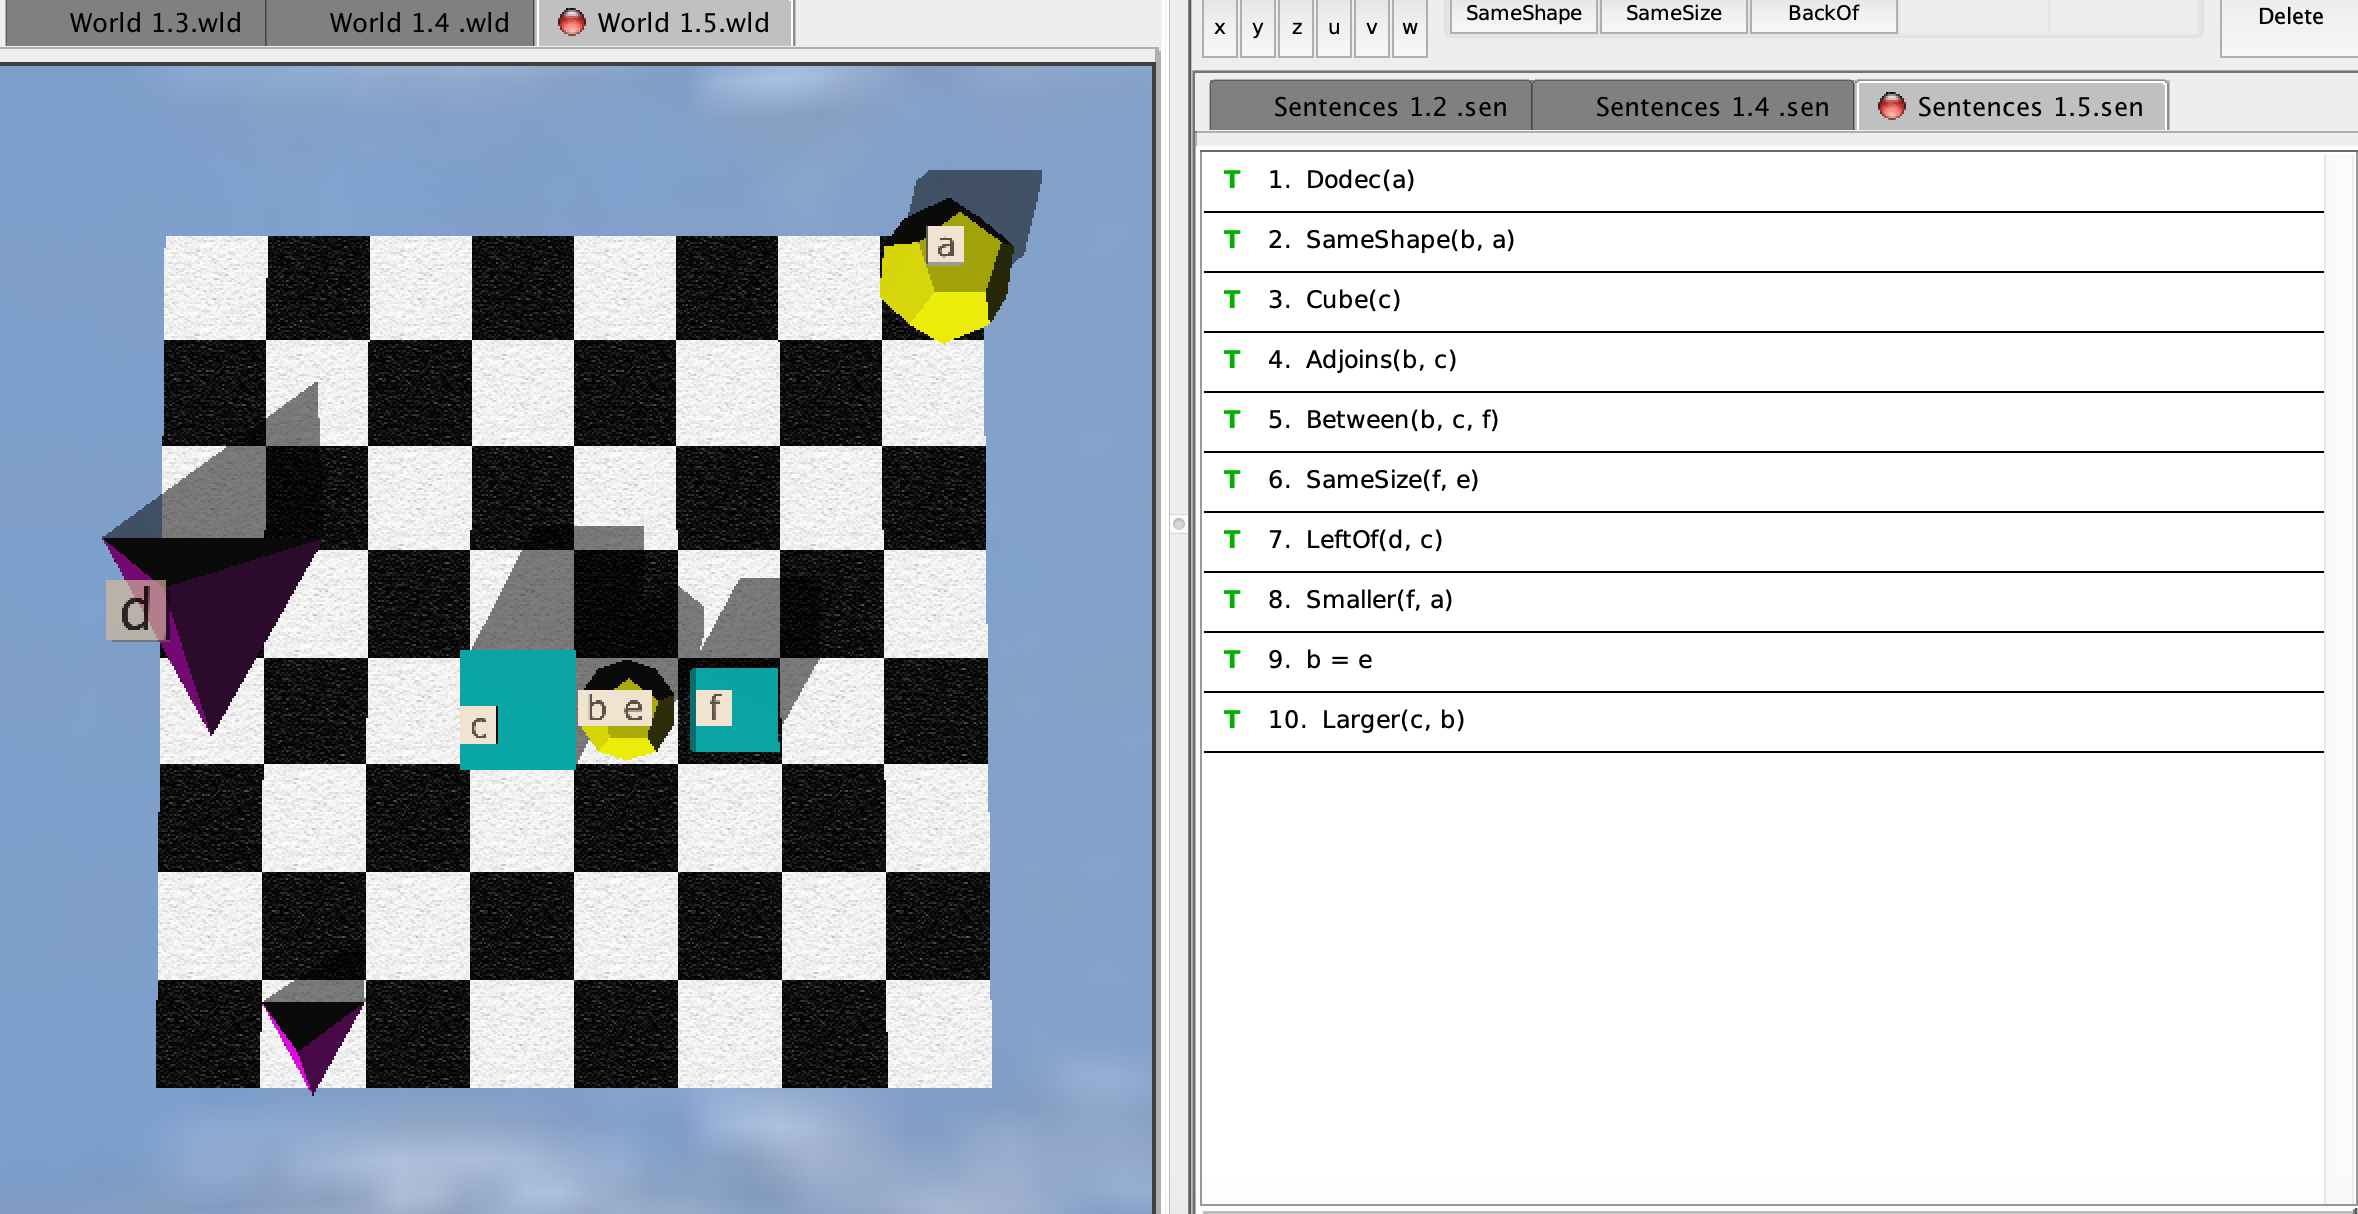 World 1.3.wld World 1.4 .wld World 1.5.wld
a
d
c
b e
f
x y z u v w SameShape SameSize BackOf Delete
Sentences 1.2 .sen Sentences 1.4 .sen Sentences 1.5.sen
T 1. Dodec(a)
T 2. SameShape(b, a)
T 3. Cube(c)
T 4. Adjoins(b, c)
T 5. Between(b, c, f)
T 6. SameSize(f, e)
T 7. LeftOf(d, c)
T 8. Smaller(f, a)
T 9. b = e
T 10. Larger(c, b)